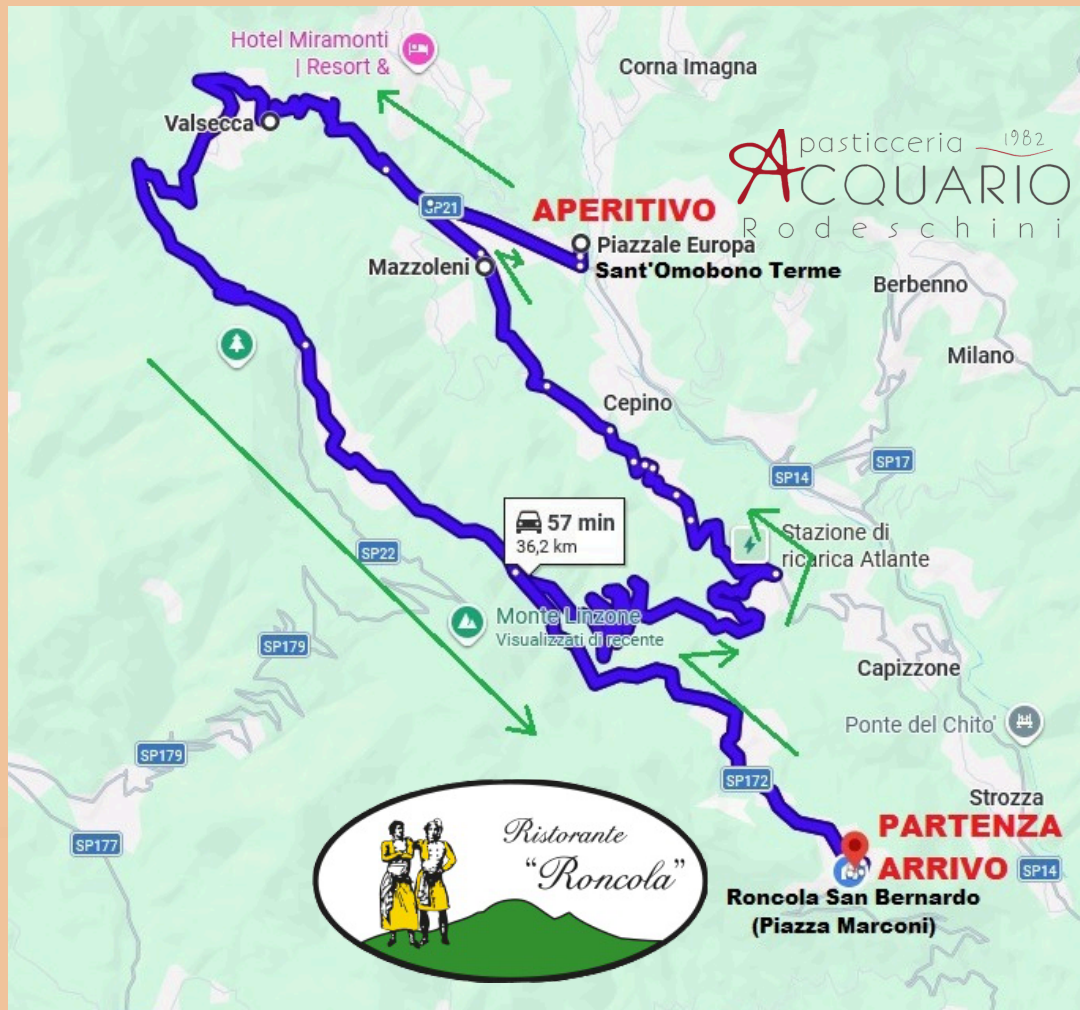 Hotel Miramonti
| Resort &
Corna Imagna
Valsecca
pasticceria 1982
ACQUARIO
Rodeschini
SP21
APERITIVO
Piazzale Europa
Sant'Omobono Terme
Mazzoleni
Berbenno
Milano
Cepino
SP14
SP17
57 min
36,2 km
Stazione di
ricarica Atlante
SP22
Monte Linzone
Visualizzati di recente
SP179
Capizzone
Ponte del Chito'
SP179
SP172
Strozza
SP177
PARTENZA
ARRIVO
SP14
Roncola San Bernardo
(Piazza Marconi)
Ristorante
"Roncola"